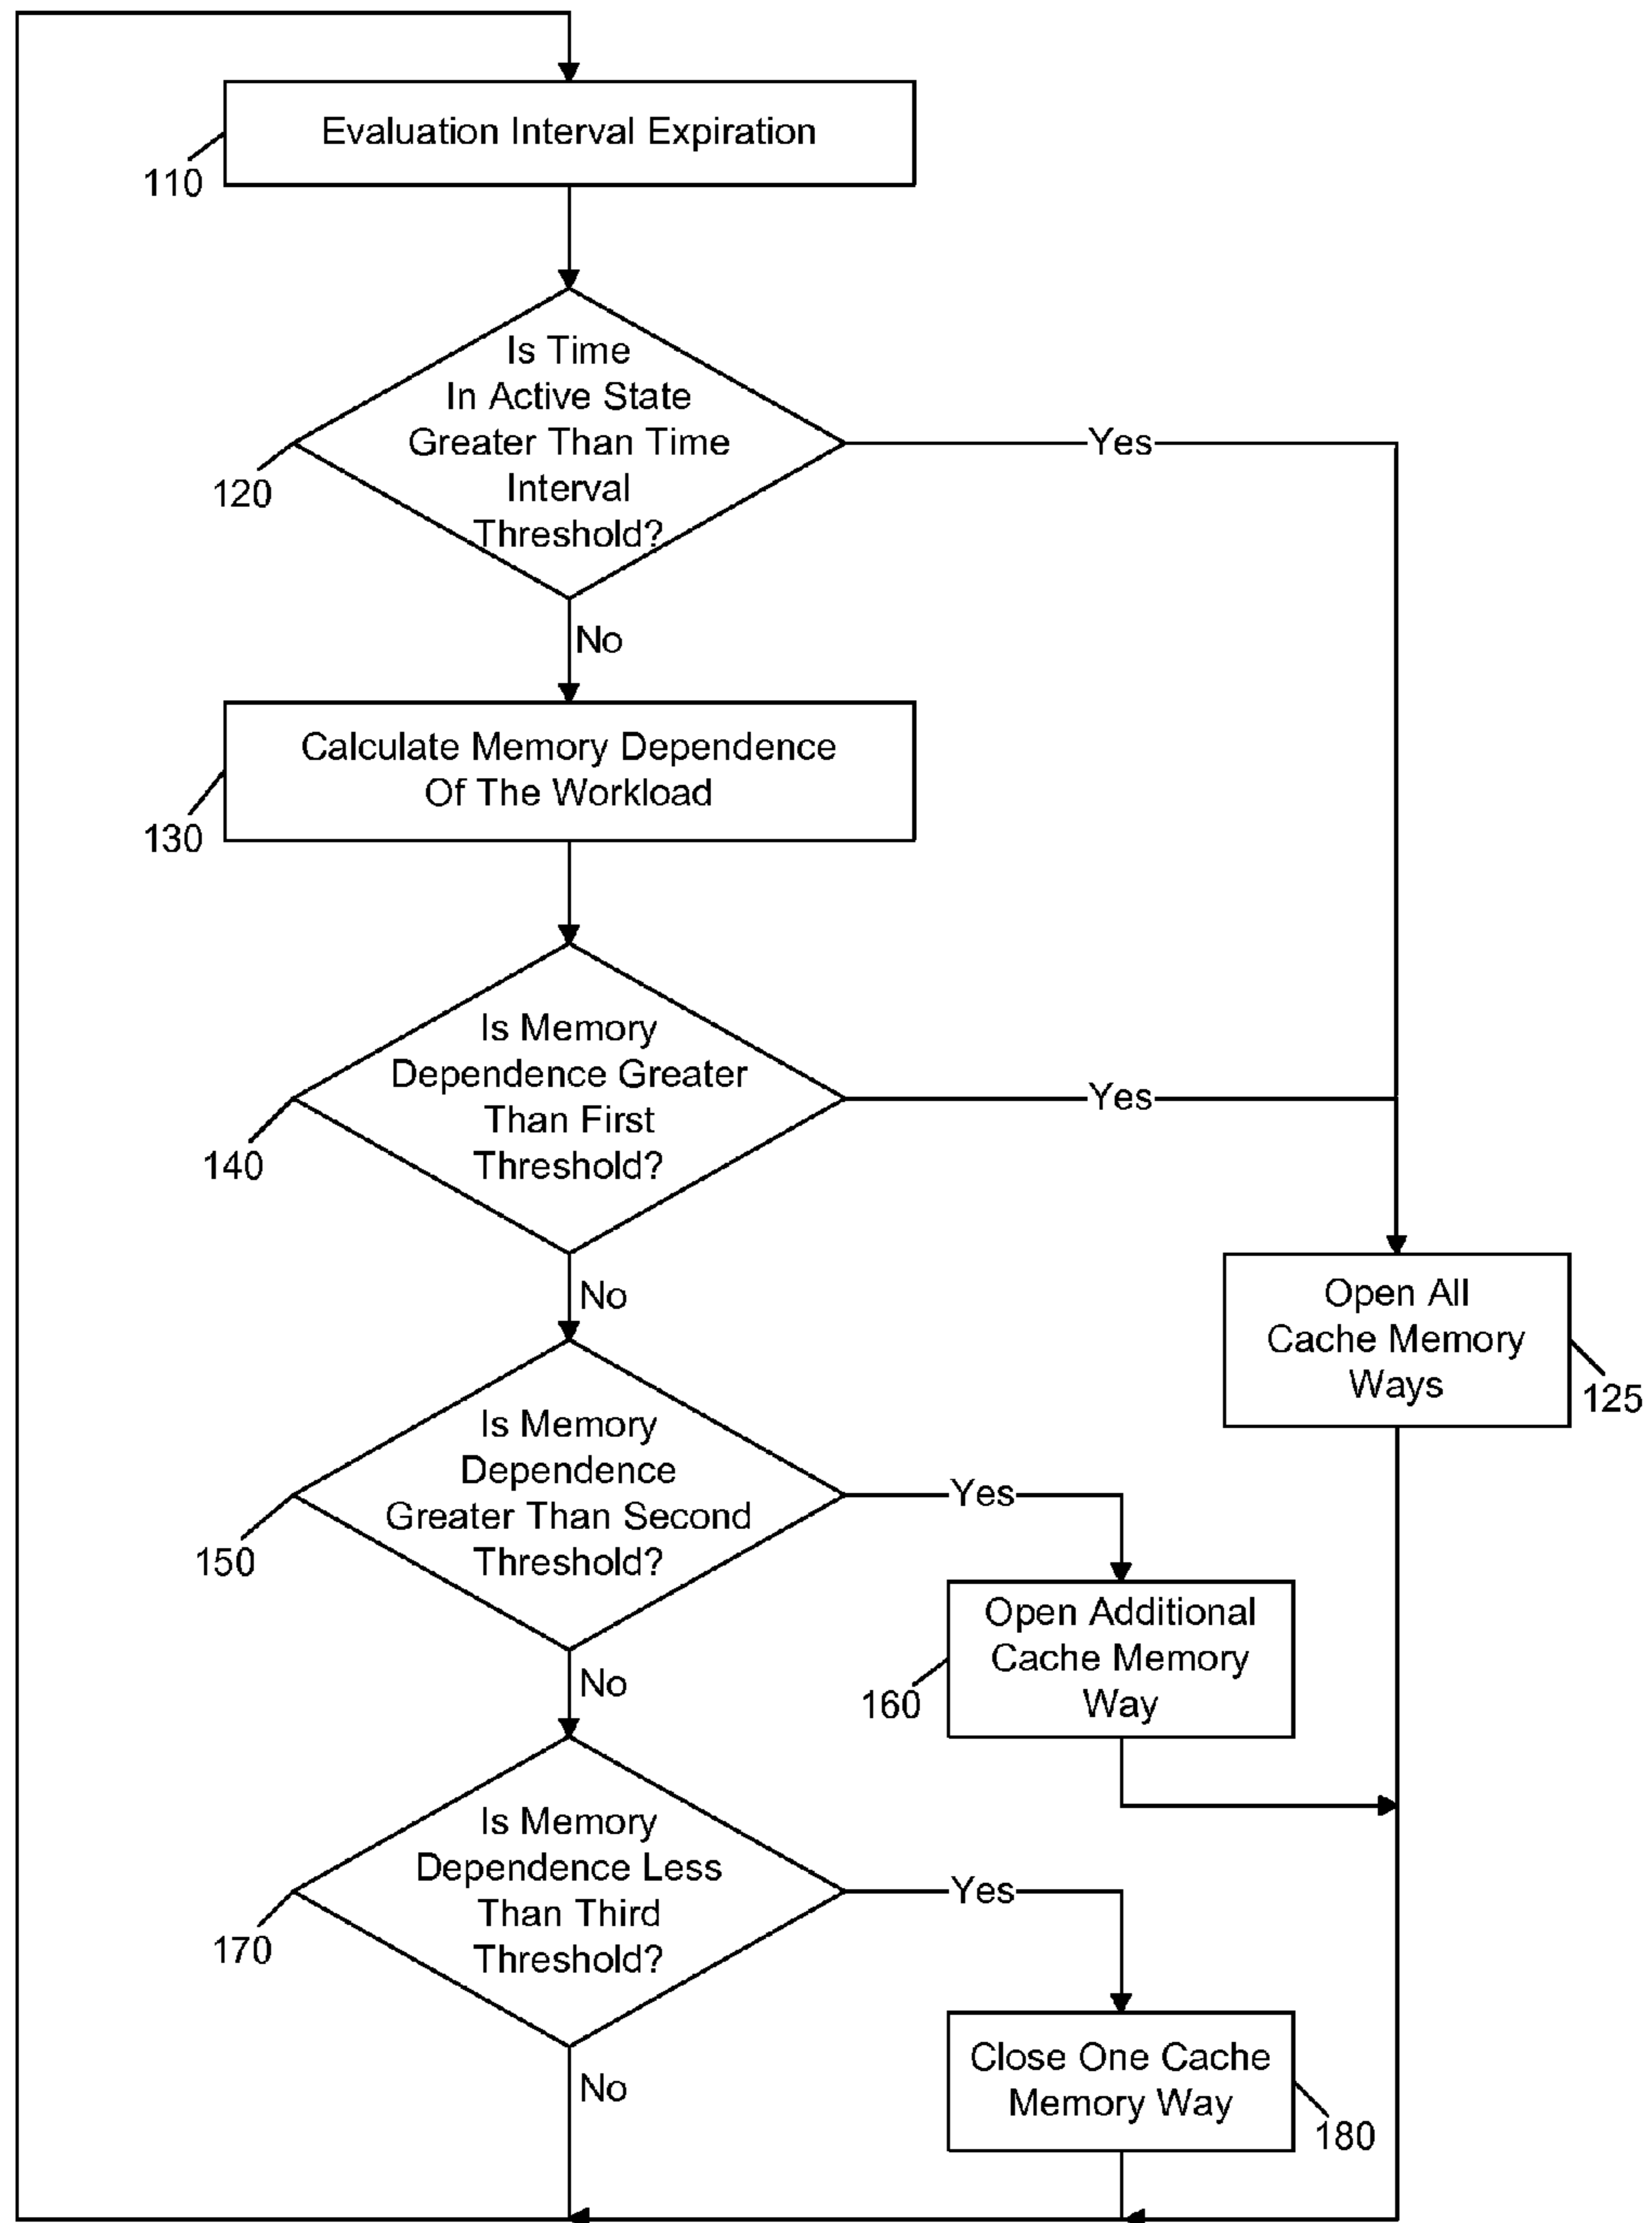 Evaluation Interval Expiration
110
Is Time
In Active State
Greater Than Time
Interval
Threshold?
Yes
120
No
Calculate Memory Dependence
Of The Workload
130
Is Memory
Dependence Greater
Than First
Threshold?
Yes
140
No
Open All
Cache Memory
Ways
125
Is Memory
Dependence
Greater Than Second
Threshold?
Yes
150
Open Additional
Cache Memory
Way
160
No
Is Memory
Dependence Less
Than Third
Threshold?
Yes
170
No
Close One Cache
Memory Way
180